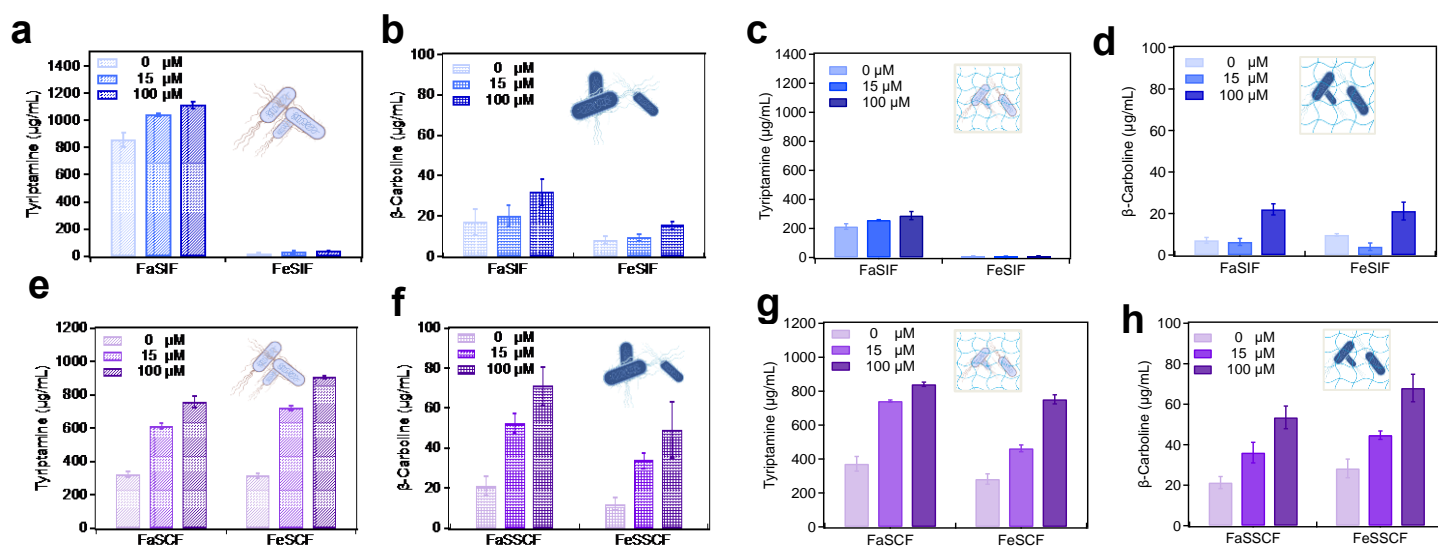 a
Tyriptamine (µg/mL)
1400
1200
1000
800
600
400
200
0
0 µM
15 µM
100 µM
FaSIF
FeSIF
b
β-Carboline (µg/mL)
100
80
60
40
20
0
0 µM
15 µM
100 µM
FaSIF
FeSIF
c
Tyriptamine (µg/mL)
1400
1200
1000
800
600
400
200
0
0 µM
15 µM
100 µM
FaSIF
FeSIF
d
β-Carboline (µg/mL)
100
80
60
40
20
0
0 µM
15 µM
100 µM
FaSIF
FeSIF
e
Tyriptamine (µg/mL)
1200
1000
800
600
400
200
0
0 µM
15 µM
100 µM
FaSCF
FeSCF
f
β-Carboline (µg/mL)
100
80
60
40
20
0
0 µM
15 µM
100 µM
FaSSCF
FeSSCF
g
Tyriptamine (µg/mL)
1200
1000
800
600
400
200
0
0 µM
15 µM
100 µM
FaSCF
FeSCF
h
β-Carboline (µg/mL)
100
80
60
40
20
0
0 µM
15 µM
100 µM
FaSSCF
FeSSCF